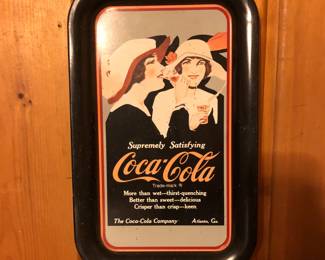 Supremely Satisfying
Coca-Cola
Trade-mark ®
More than wet—thirst-quenching
Better than sweet—delicious
Crisper than crisp—keen
The Coca-Cola Company Atlanta, Ga.